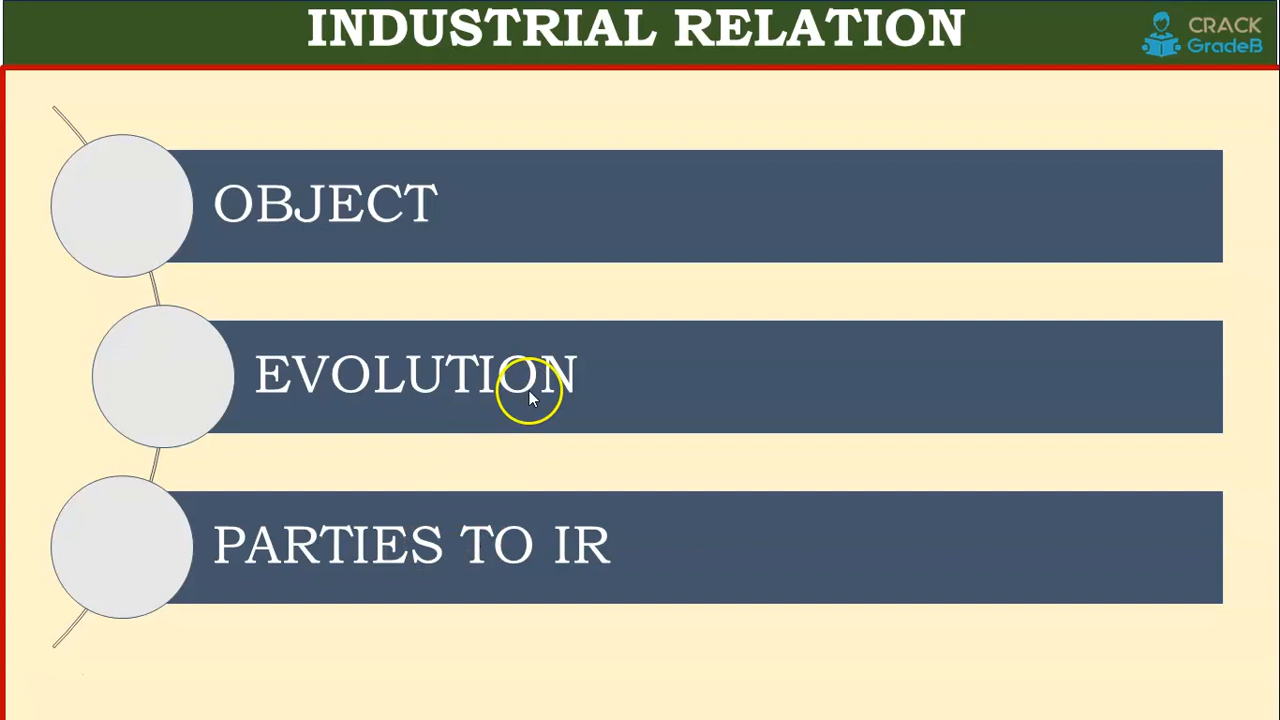 INDUSTRIAL RELATION
CRACK
GradeB
OBJECT
EVOLUTION
PARTIES TO IR